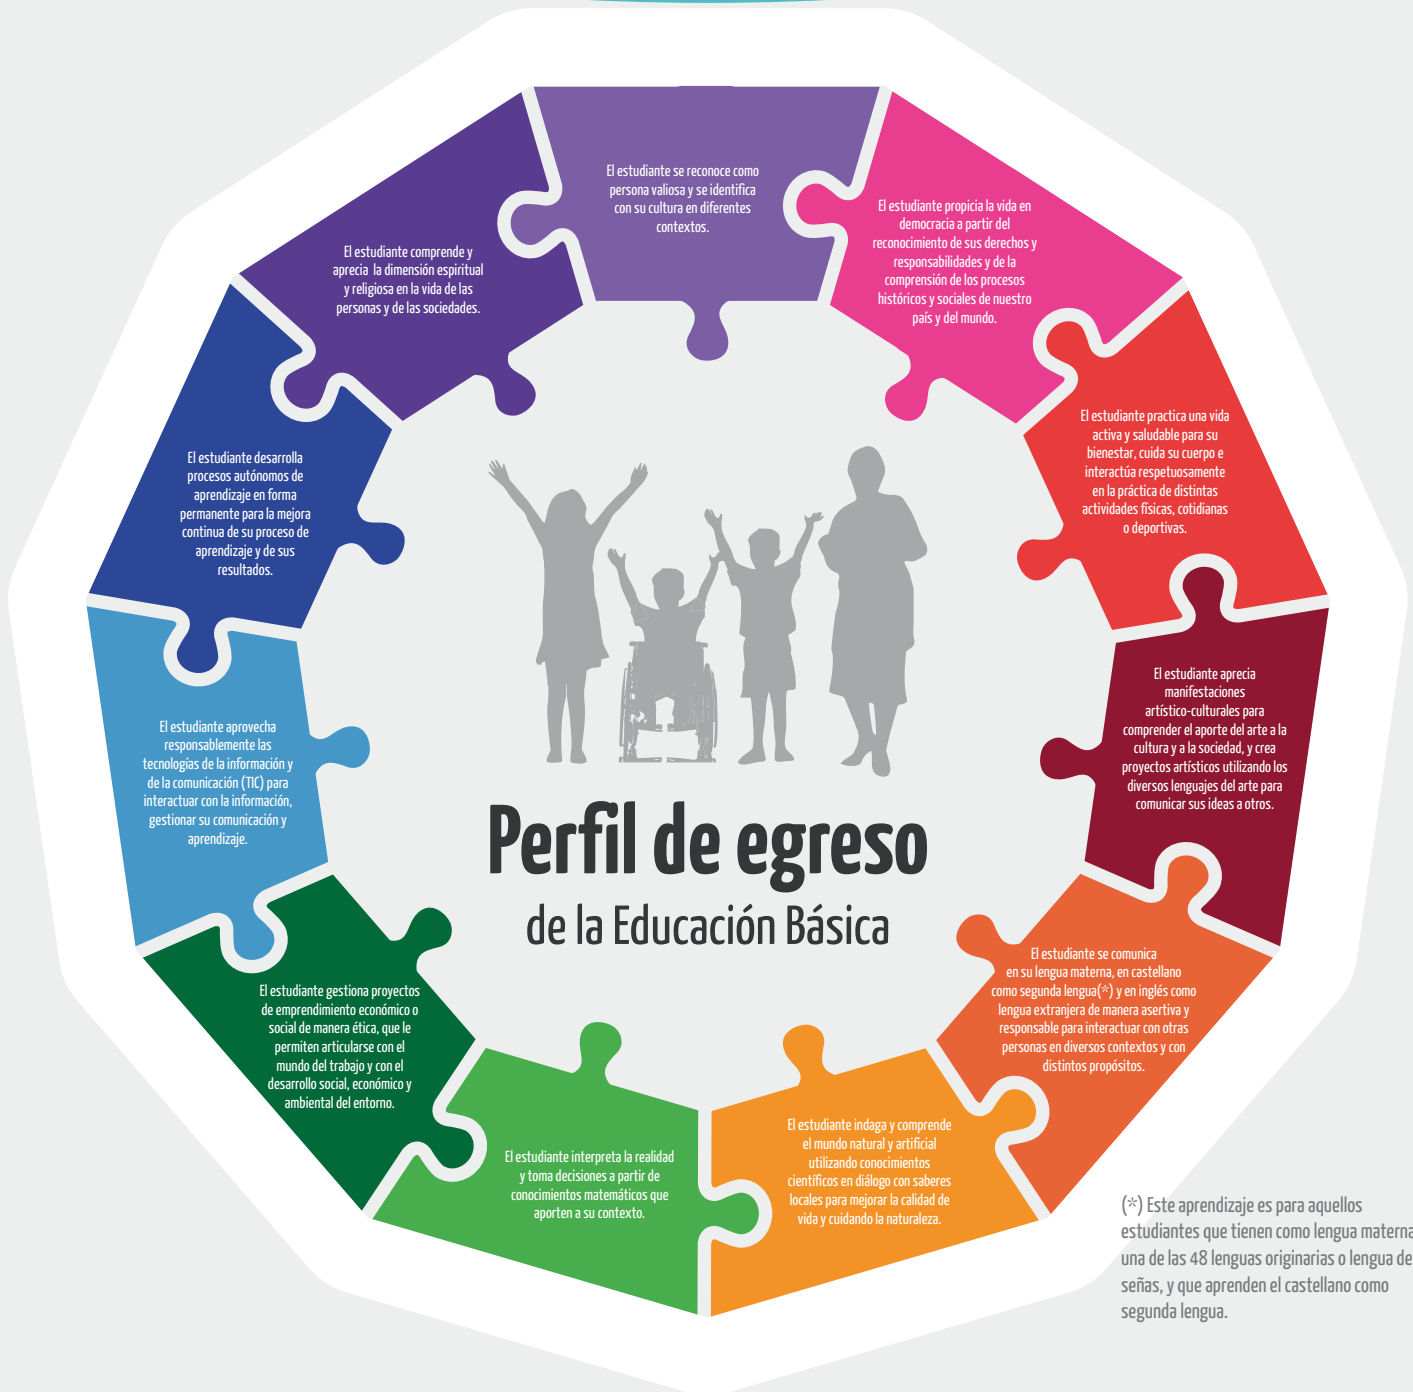 El estudiante se reconoce como
persona valiosa y se identifica
con su cultura en diferentes
contextos.
El estudiante propicia la vida en
democracia a partir del
reconocimiento de sus derechos y
responsabilidades y de la
comprensión de los procesos
históricos y sociales de nuestro
país y del mundo.
El estudiante practica una vida
activa y saludable para su
bienestar, cuida su cuerpo e
interactúa respetuosamente
en la práctica de distintas
actividades físicas, cotidianas
o deportivas.
El estudiante aprecia
manifestaciones
artístico-culturales para
comprender el aporte del arte a la
cultura y a la sociedad, y crea
proyectos artísticos utilizando los
diversos lenguajes del arte para
comunicar sus ideas a otros.
El estudiante se comunica
en su lengua materna, en castellano
como segunda lengua(*) y en inglés como
lengua extranjera de manera asertiva y
responsable para interactuar con otras
personas en diversos contextos y con
distintos propósitos.
El estudiante indaga y comprende
el mundo natural y artificial
utilizando conocimientos
científicos en diálogo con saberes
locales para mejorar la calidad de
vida y cuidando la naturaleza.
El estudiante interpreta la realidad
y toma decisiones a partir de
conocimientos matemáticos que
aporten a su contexto.
El estudiante gestiona proyectos
de emprendimiento económico o
social de manera ética, que le
permiten articularse con el
mundo del trabajo y con el
desarrollo social, económico y
ambiental del entorno.
El estudiante aprovecha
responsablemente las
tecnologías de la información y
de la comunicación (TIC) para
interactuar con la información,
gestionar su comunicación y
aprendizaje.
El estudiante desarrolla
procesos autónomos de
aprendizaje en forma
permanente para la mejora
continua de su proceso de
aprendizaje y de sus
resultados.
El estudiante comprende y
aprecia la dimensión espiritual
y religiosa en la vida de las
personas y de las sociedades.
Perfil de egreso
de la Educación Básica
(*) Este aprendizaje es para aquellos
estudiantes que tienen como lengua materna
una de las 48 lenguas originarias o lengua de
señas, y que aprenden el castellano como
segunda lengua.